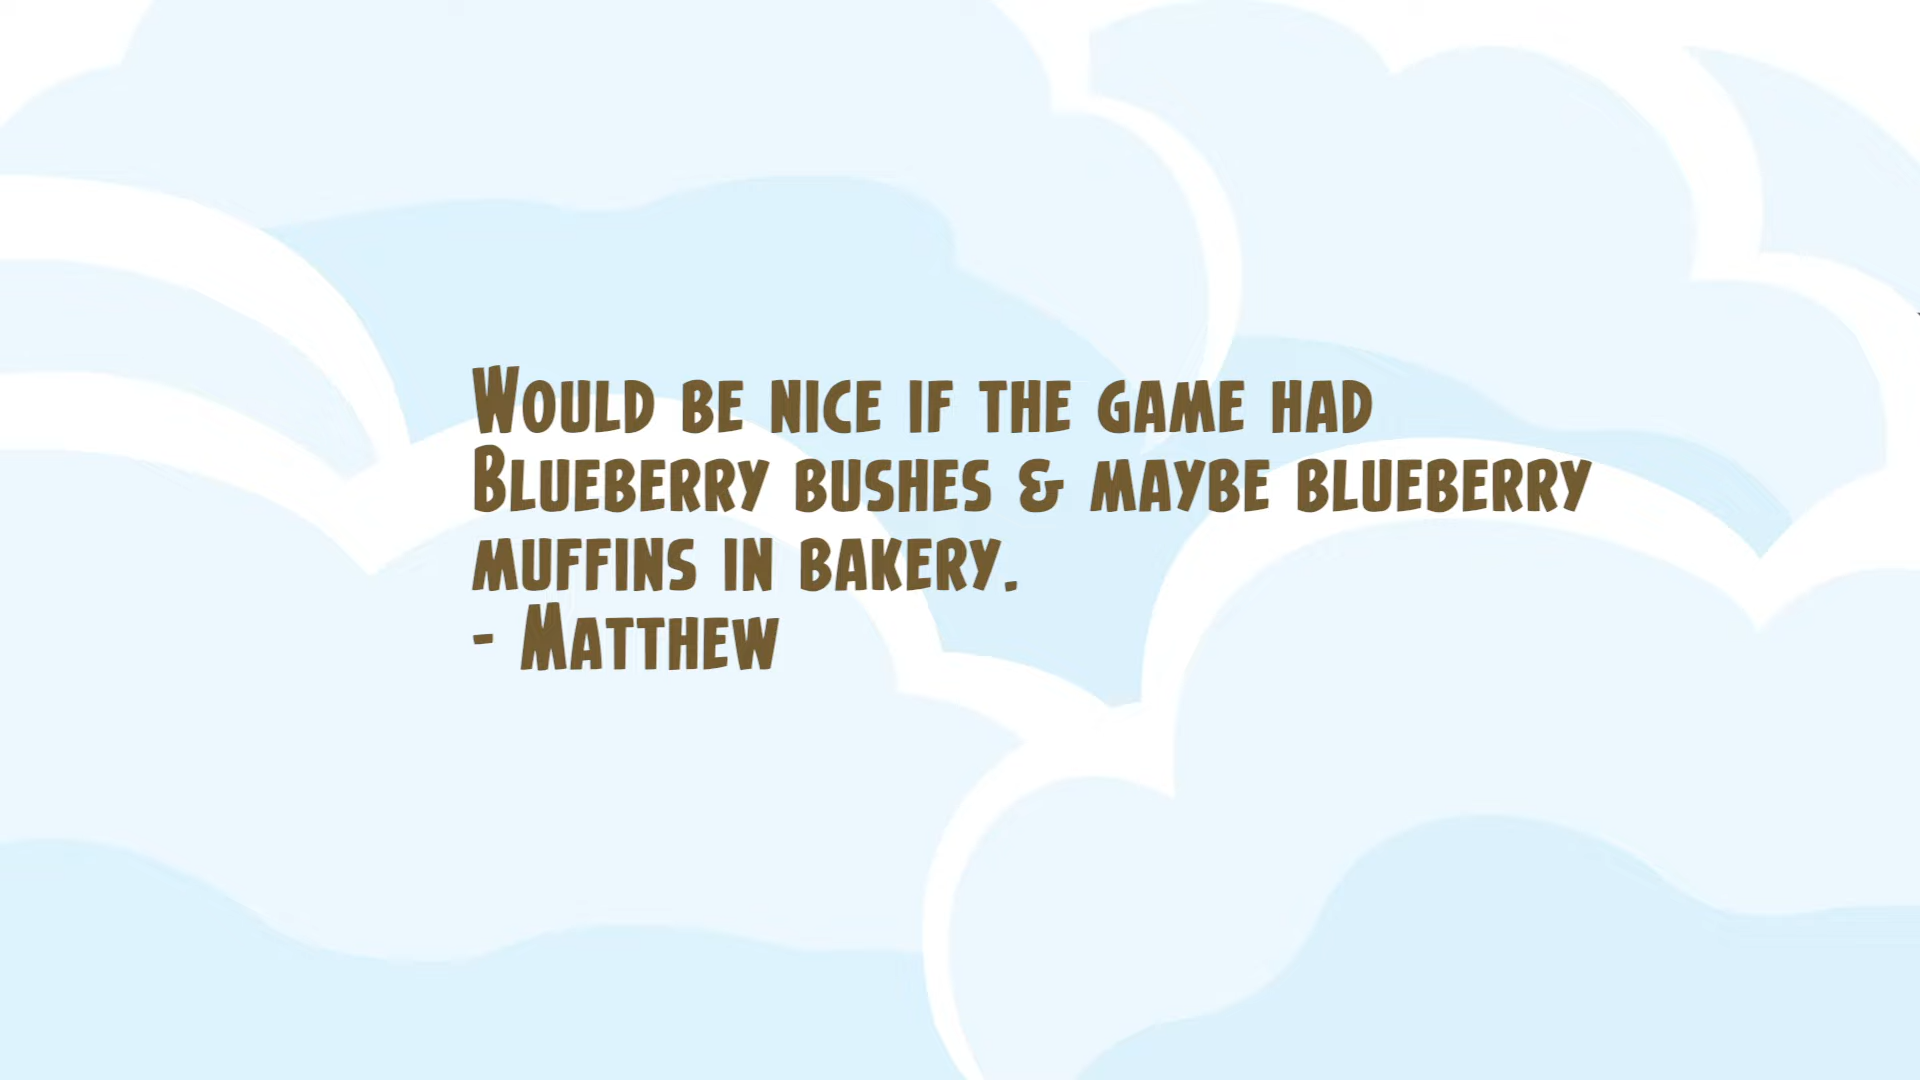 Would be nice if the game had
Blueberry bushes & maybe blueberry
muffins in bakery.
- Matthew